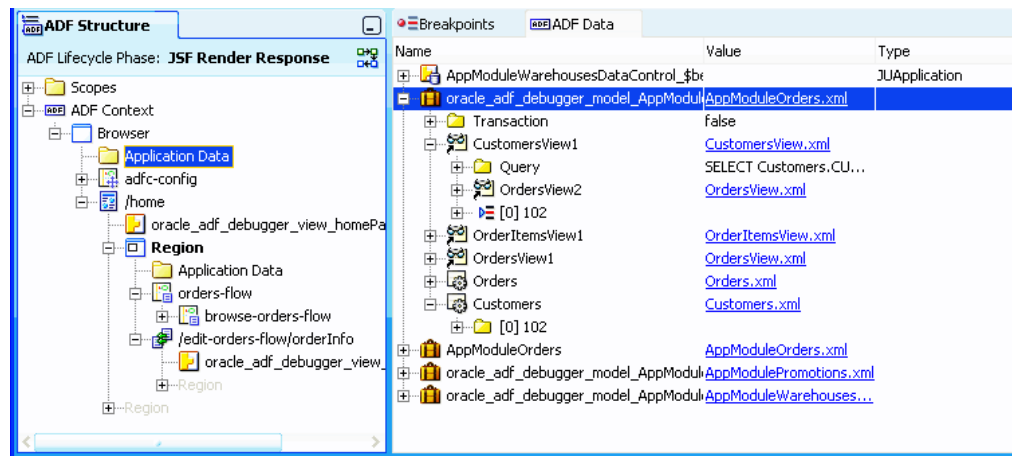 ADF Structure
ADF Lifecycle Phase: JSF Render Response
Scopes
ADF ADF Context
Browser
Application Data
adfc-config
/home
oracle_adf_debugger_view_homePa
Region
Application Data
orders-flow
browse-orders-flow
/edit-orders-flow/orderInfo
oracle_adf_debugger_view_
Region
Region
Breakpoints ADF ADF Data
Name Value Type
AppModuleWarehousesDataControl_$be JUApplication
oracle_adf_debugger_model_AppModul AppModuleOrders.xml
Transaction false
CustomersView1 CustomersView.xml
Query SELECT Customers.CU...
OrdersView2 OrdersView.xml
[0] 102
OrderItemsView1 OrderItemsView.xml
OrdersView1 OrdersView.xml
Orders Orders.xml
Customers Customers.xml
[0] 102
AppModuleOrders AppModuleOrders.xml
oracle_adf_debugger_model_AppModul AppModulePromotions.xml
oracle_adf_debugger_model_AppModul AppModuleWarehouses...